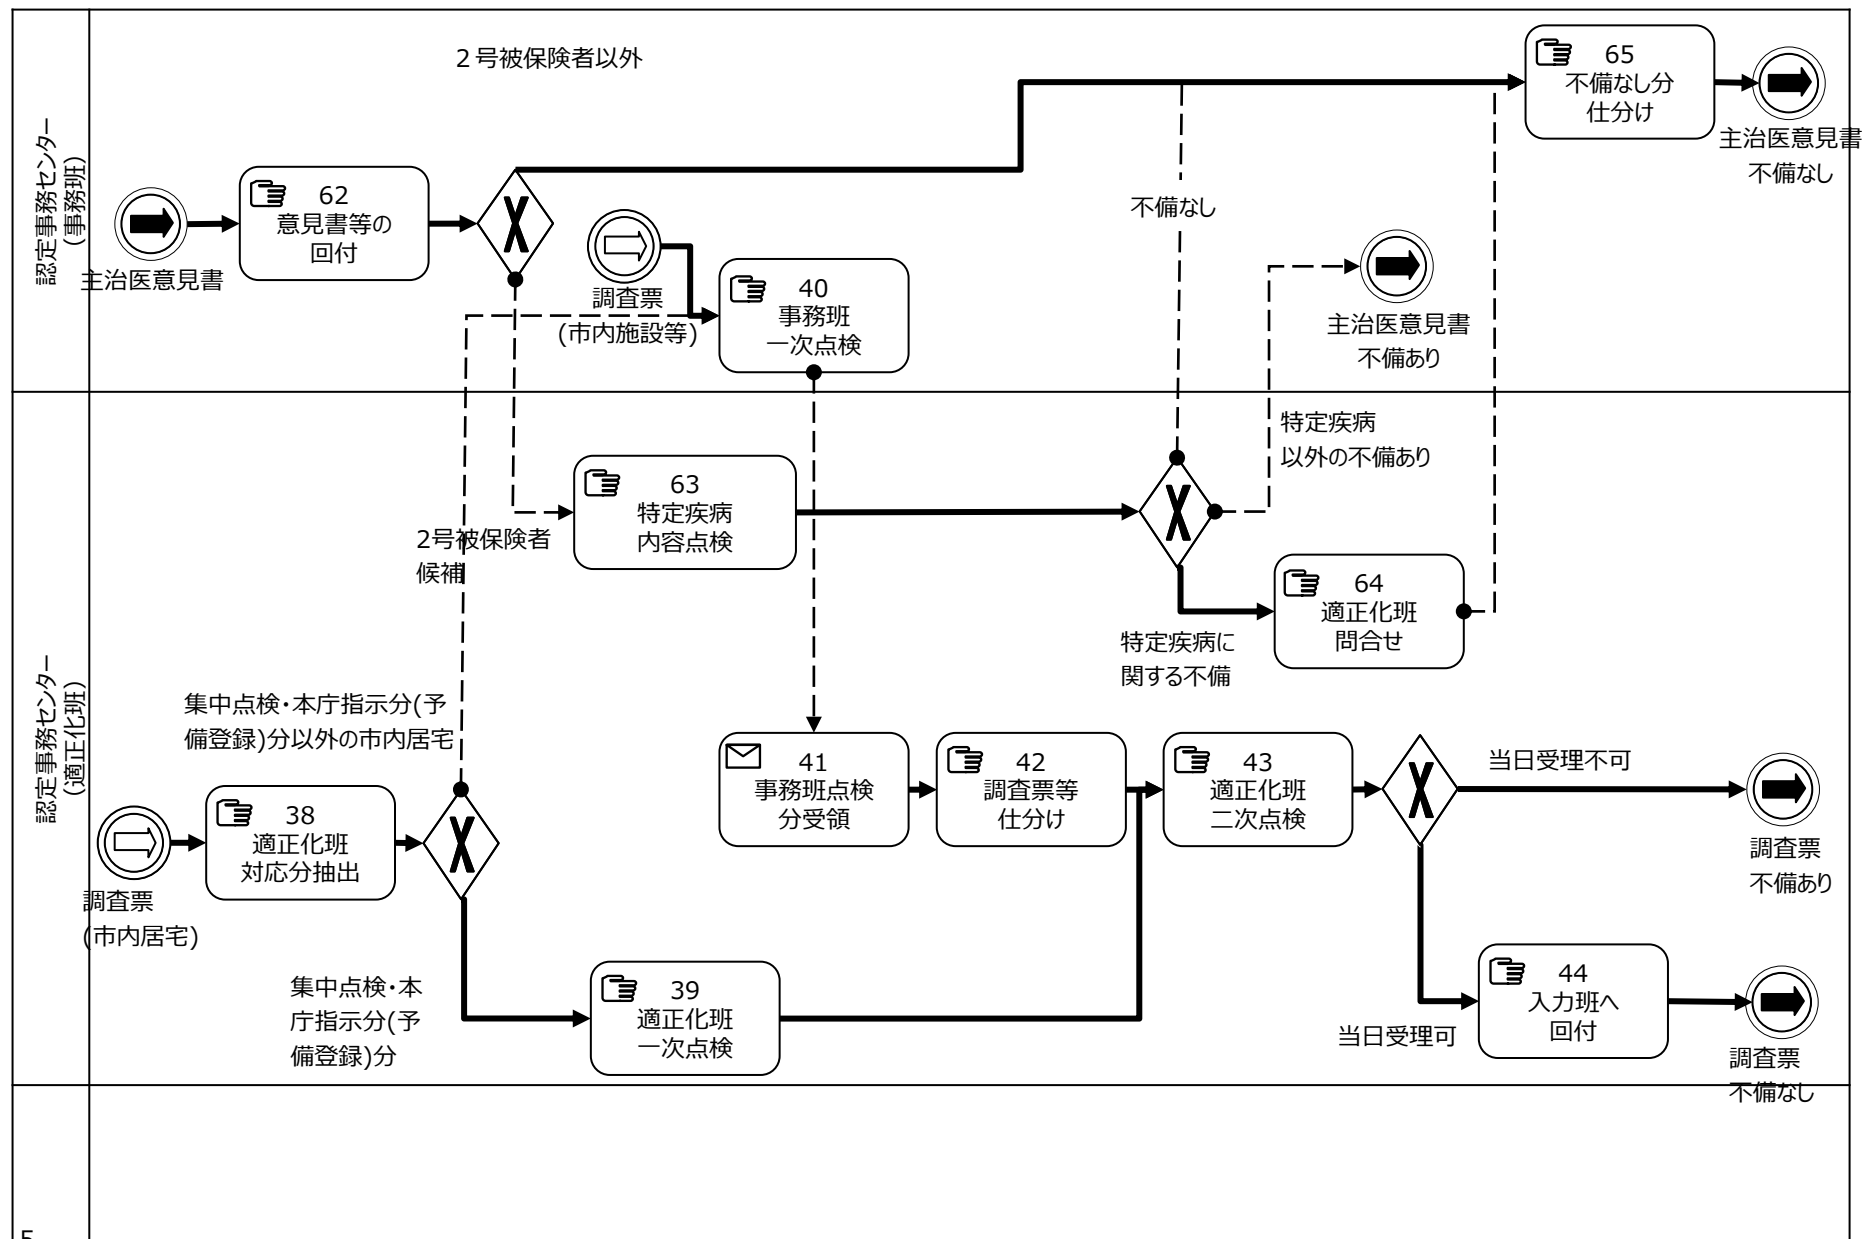 認定事務センター
（事務班）
２号被保険者以外
65
不備なし分
仕分け
主治医意見書
不備なし
62
意見書等の
回付
主治医意見書
不備なし
調査票
(市内施設等)
40
事務班
一次点検
主治医意見書
不備あり
認定事務センター
（適正化班）
特定疾病
以外の不備あり
63
特定疾病
内容点検
2号被保険者
候補
64
適正化班
問合せ
特定疾病に
関する不備
集中点検・本庁指示分(予
備登録)分以外の市内居宅
41
事務班点検
分受領
42
調査票等
仕分け
43
適正化班
二次点検
当日受理不可
調査票
不備あり
38
適正化班
対応分抽出
調査票
(市内居宅)
集中点検・本
庁指示分(予
備登録)分
39
適正化班
一次点検
当日受理可
44
入力班へ
回付
調査票
不備なし